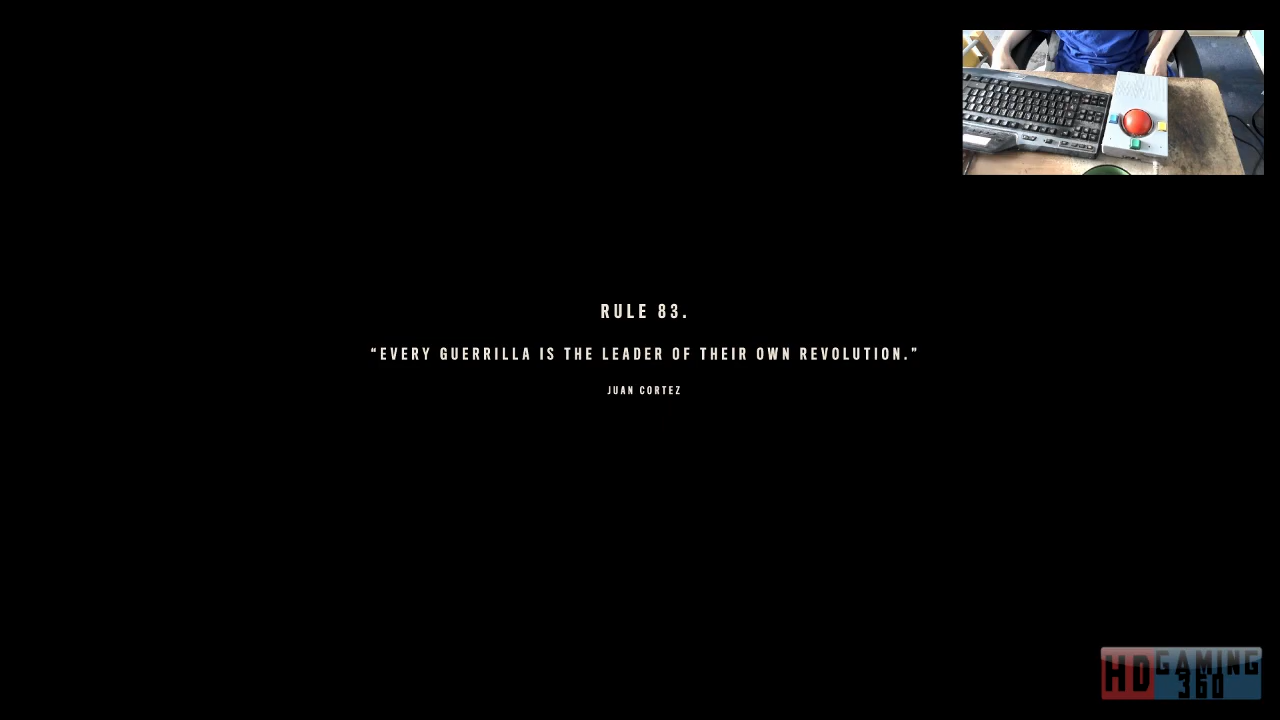 RULE 83.
“EVERY GUERRILLA IS THE LEADER OF THEIR OWN REVOLUTION.”
JUAN CORTEZ
HD GAMING
360